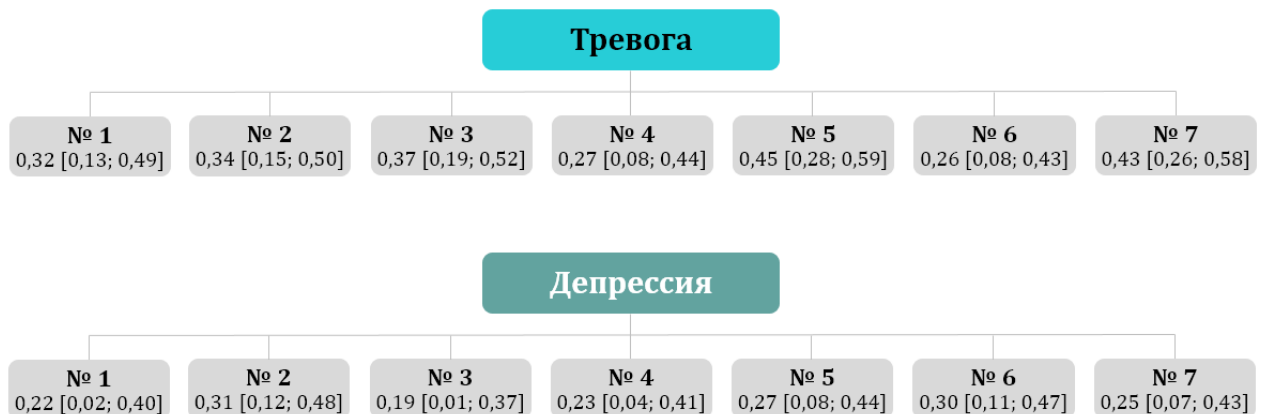 Тревога
№ 1 № 2 № 3 № 4 № 5 № 6 № 7
0,32 [0,13; 0,49] 0,34 [0,15; 0,50] 0,37 [0,19; 0,52] 0,27 [0,08; 0,44] 0,45 [0,28; 0,59] 0,26 [0,08; 0,43] 0,43 [0,26; 0,58]
Депрессия
№ 1 № 2 № 3 № 4 № 5 № 6 № 7
0,22 [0,02; 0,40] 0,31 [0,12; 0,48] 0,19 [0,01; 0,37] 0,23 [0,04; 0,41] 0,27 [0,08; 0,44] 0,30 [0,11; 0,47] 0,25 [0,07; 0,43]